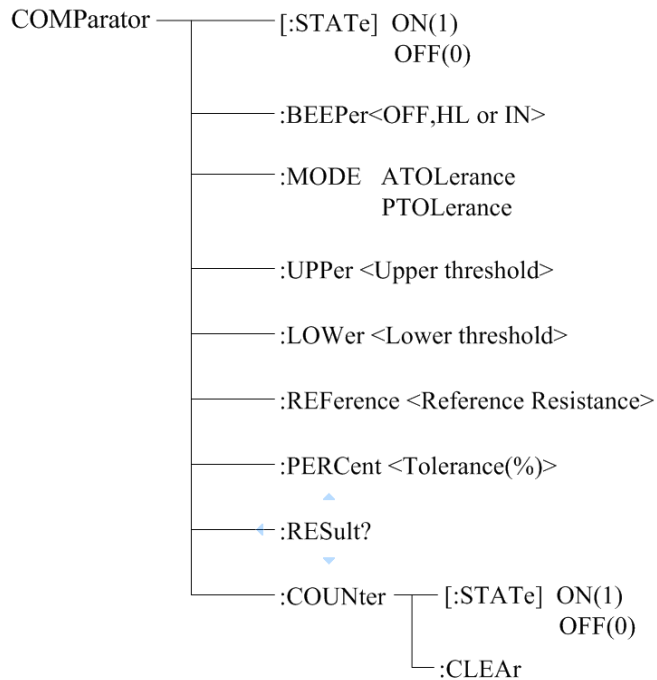 COMParator [:STATe] ON(1)
OFF(0)
:BEEPer<OFF,HL or IN>
:MODE ATOLerance
PTOLerance
:UPPer <Upper threshold>
:LOWer <Lower threshold>
:REFerence <Reference Resistance>
:PERCent <Tolerance(%)>
:RESult?
:COUNter [:STATe] ON(1)
OFF(0)
:CLEAr